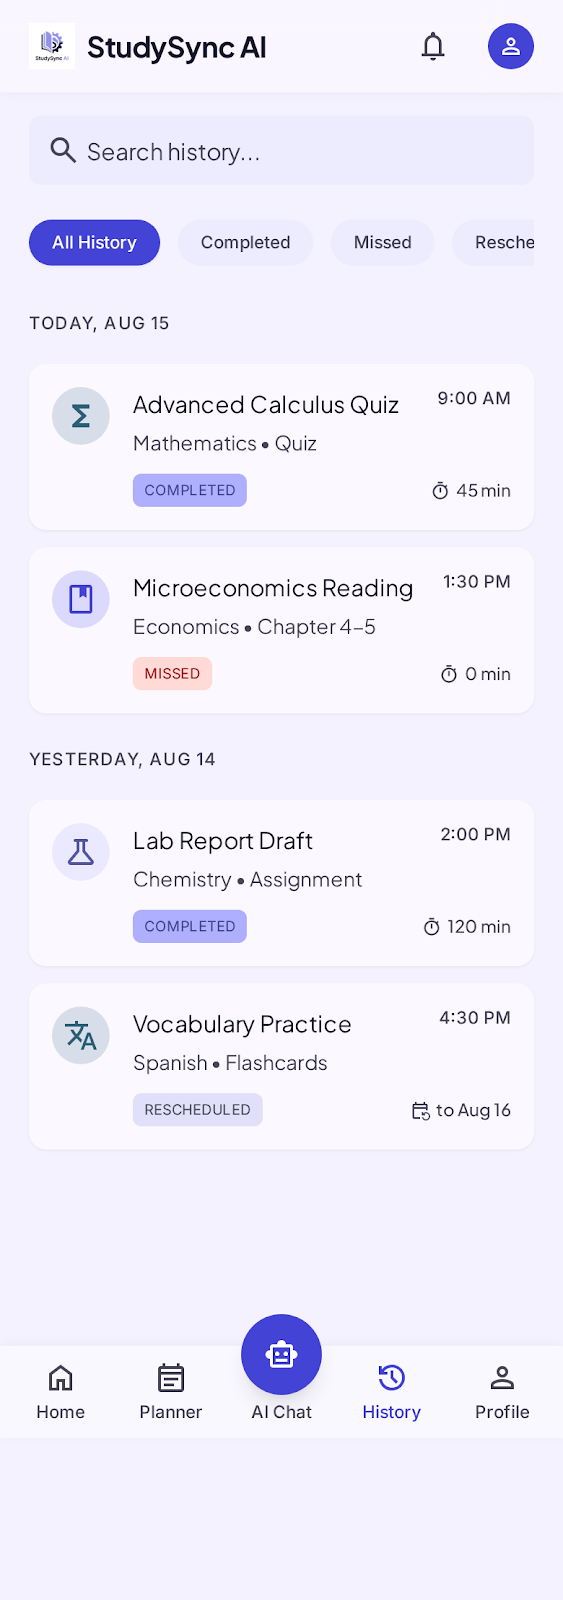 StudySync AI
StudySync AI
Search history...
All History
Completed
Missed
Resche
TODAY, AUG 15
Advanced Calculus Quiz
9:00 AM
Mathematics • Quiz
COMPLETED
45 min
Microeconomics Reading
1:30 PM
Economics • Chapter 4–5
MISSED
0 min
YESTERDAY, AUG 14
Lab Report Draft
2:00 PM
Chemistry • Assignment
COMPLETED
120 min
Vocabulary Practice
4:30 PM
Spanish • Flashcards
RESCHEDULED
to Aug 16
Home
Planner
AI Chat
History
Profile